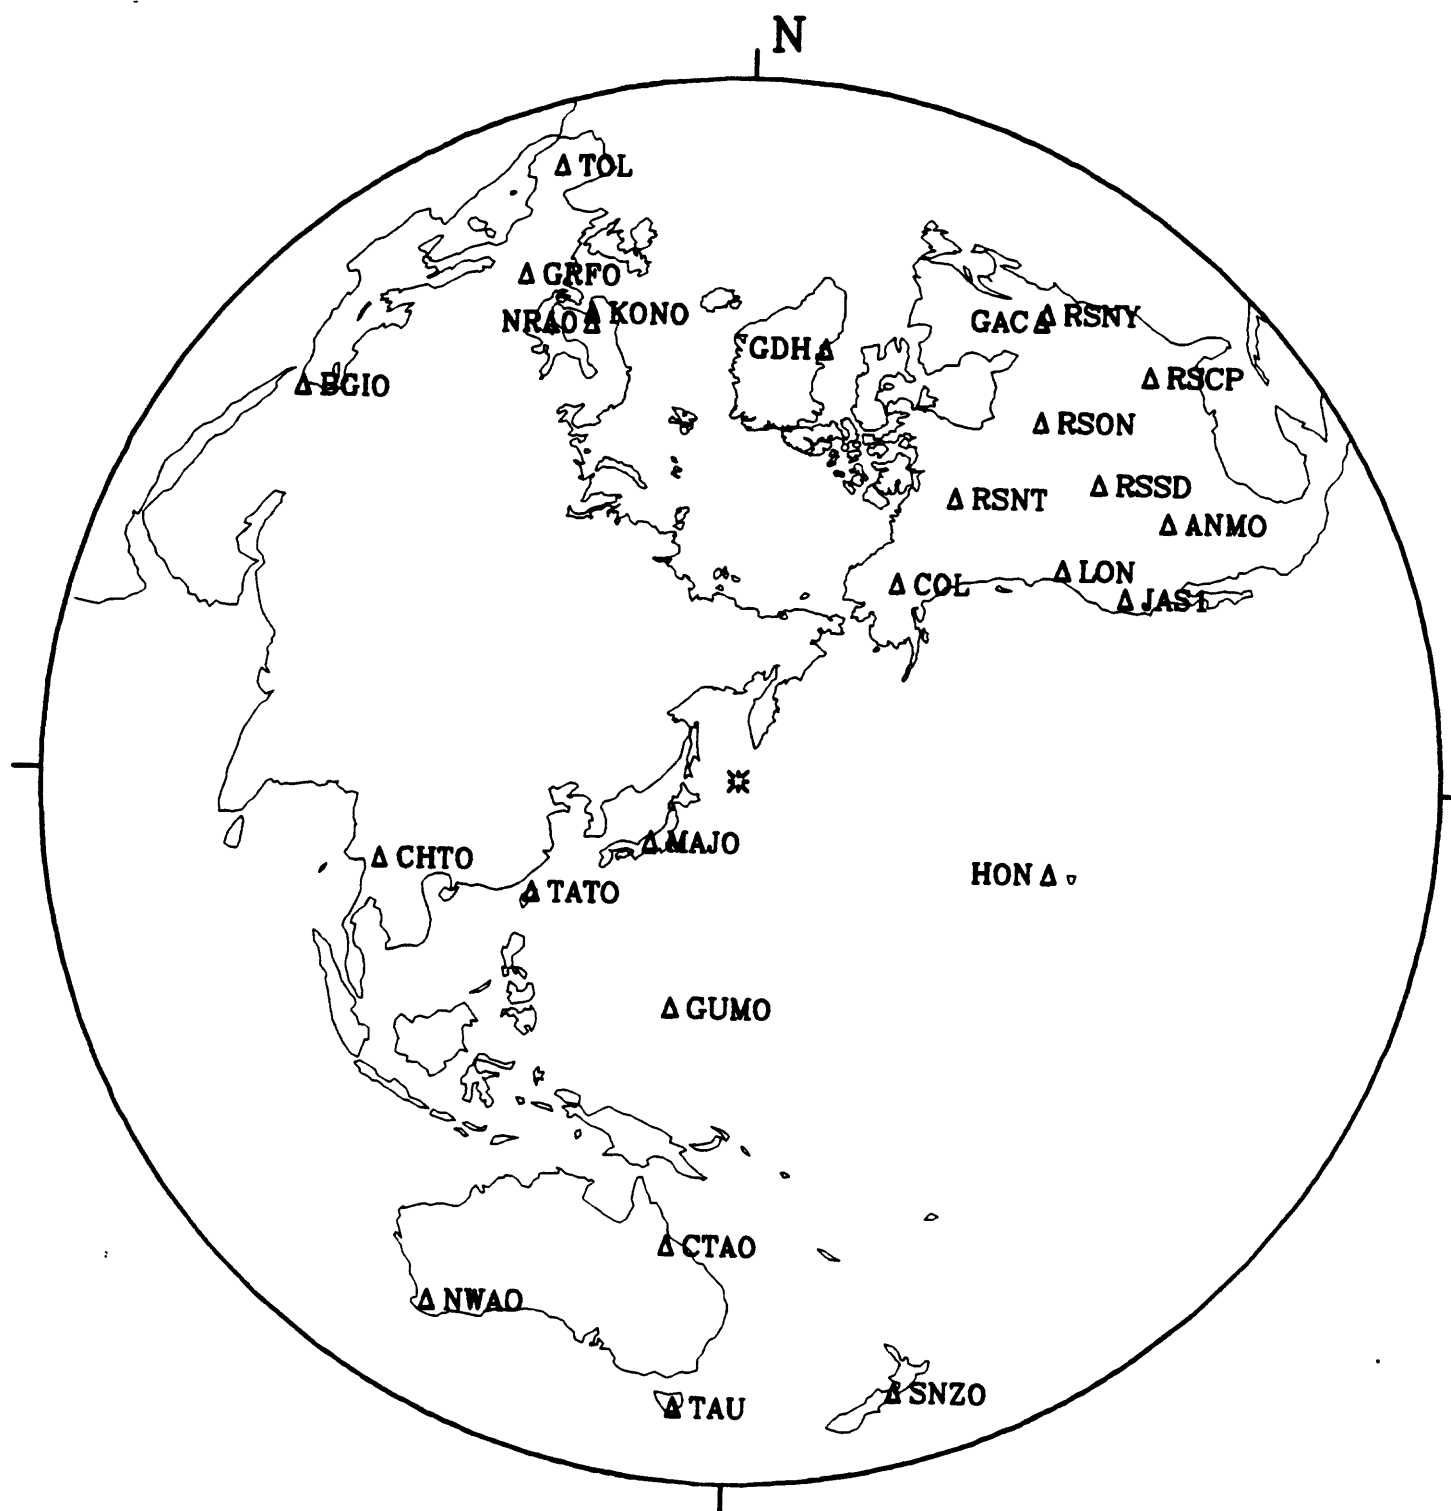 N
TOL
GRFO
KONO
NRAO
GAC
RSNY
GDH
BGIO
RSCP
RSON
RSSD
RSNT
ANMO
LON
COL
JAS1
MAJO
CHTO
HON
TATO
GUMO
CTAO
NWAO
SNZO
TAU